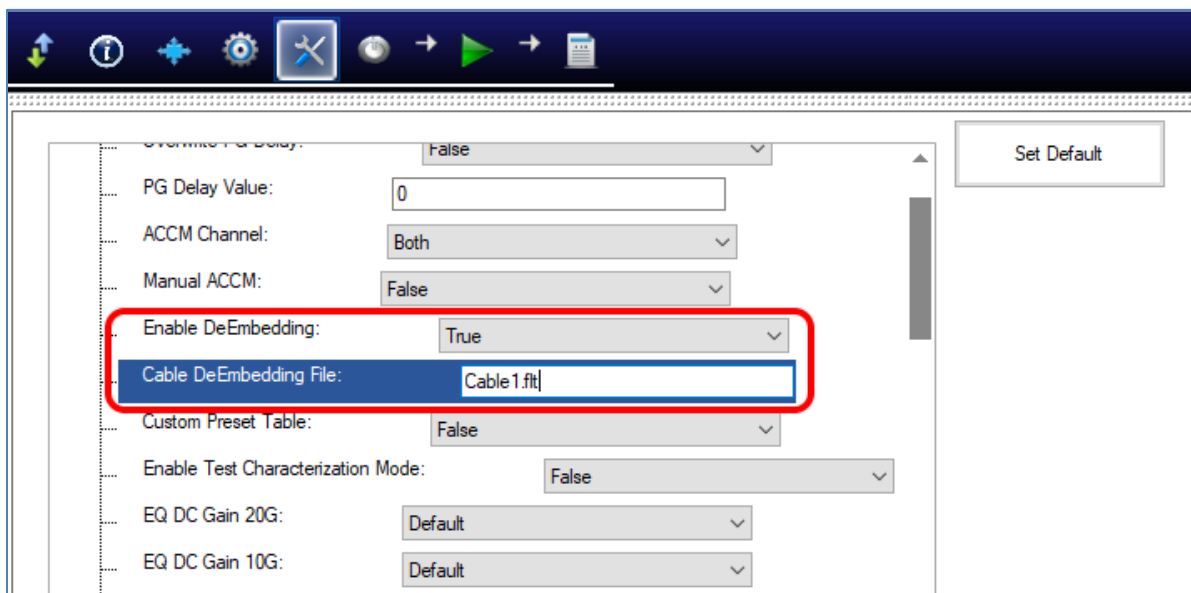 False
Set Default
PG Delay Value: 0
ACCM Channel: Both
Manual ACCM: False
Enable DeEmbedding: True
Cable DeEmbedding File: Cable1.flt
Custom Preset Table: False
Enable Test Characterization Mode: False
EQ DC Gain 20G: Default
EQ DC Gain 10G: Default